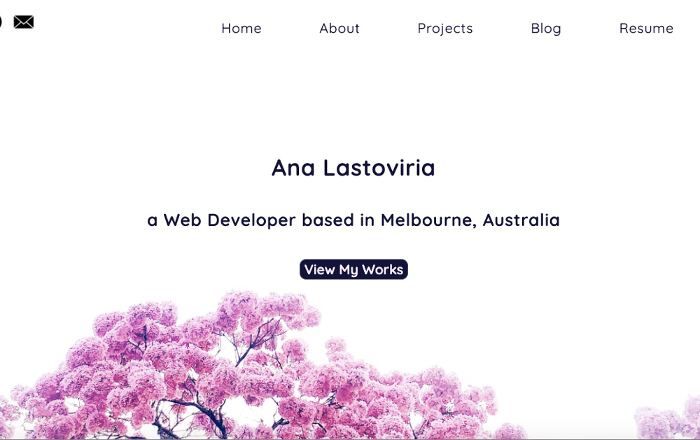 Home About Projects Blog Resume
Ana Lastoviria
a Web Developer based in Melbourne, Australia
View My Works